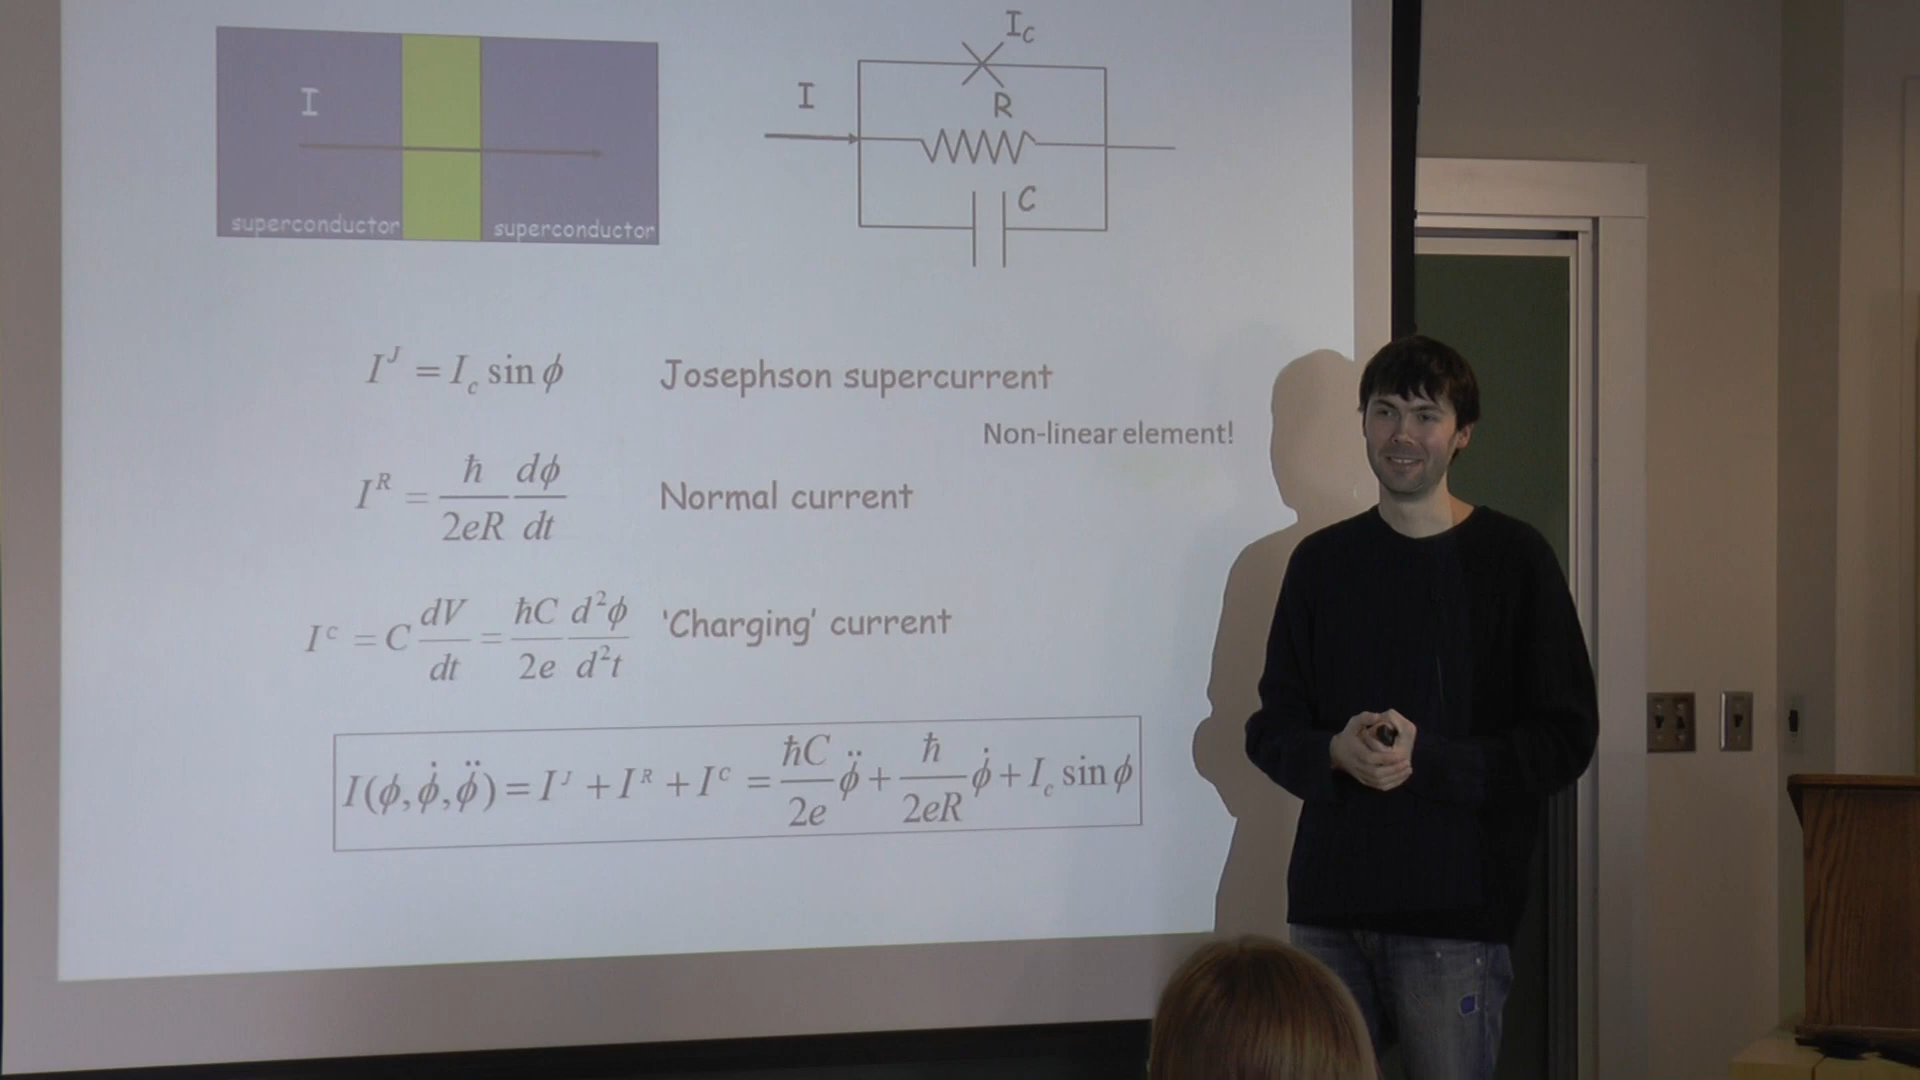 I
superconductor
superconductor
I
I_C
R
C
I^J = I_c sin ϕ
Josephson supercurrent
Non-linear element!
I^R = ħ/2eR dϕ/dt
Normal current
I^C = C dV/dt = ħC/2e d²ϕ/d²t
'Charging' current
I(ϕ,ϕ̇,ϕ̈) = I^J + I^R + I^C = ħC/2e ϕ̈ + ħ/2eR ϕ̇ + I_c sin ϕ